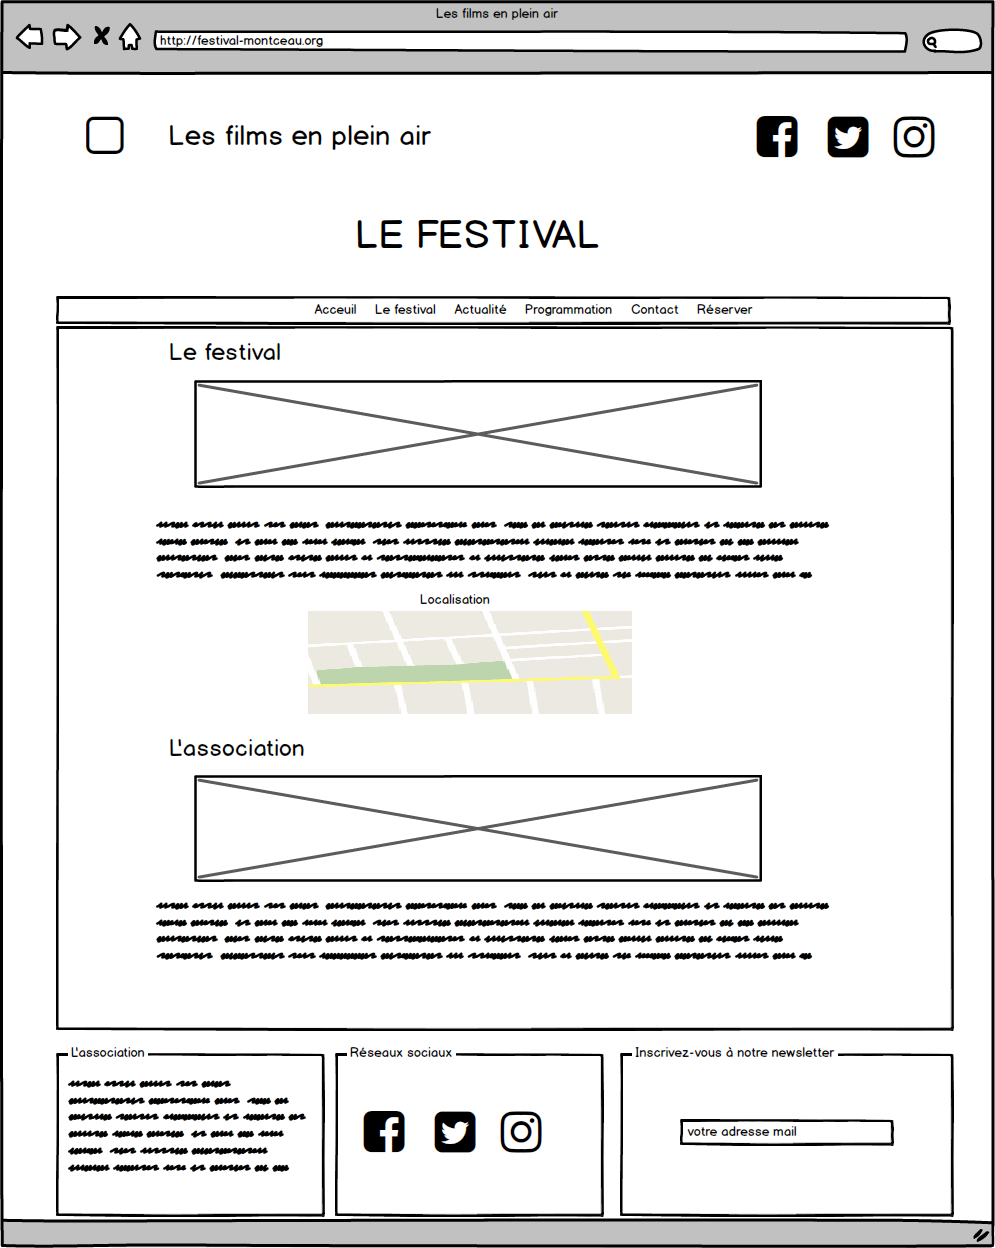 Les films en plein air
http://festival-montceau.org
Les films en plein air
LE FESTIVAL
Acceuil Le festival Actualité Programmation Contact Réserver
Le festival
Localisation
L'association
L'association
Réseaux sociaux
Inscrivez-vous à notre newsletter
votre adresse mail